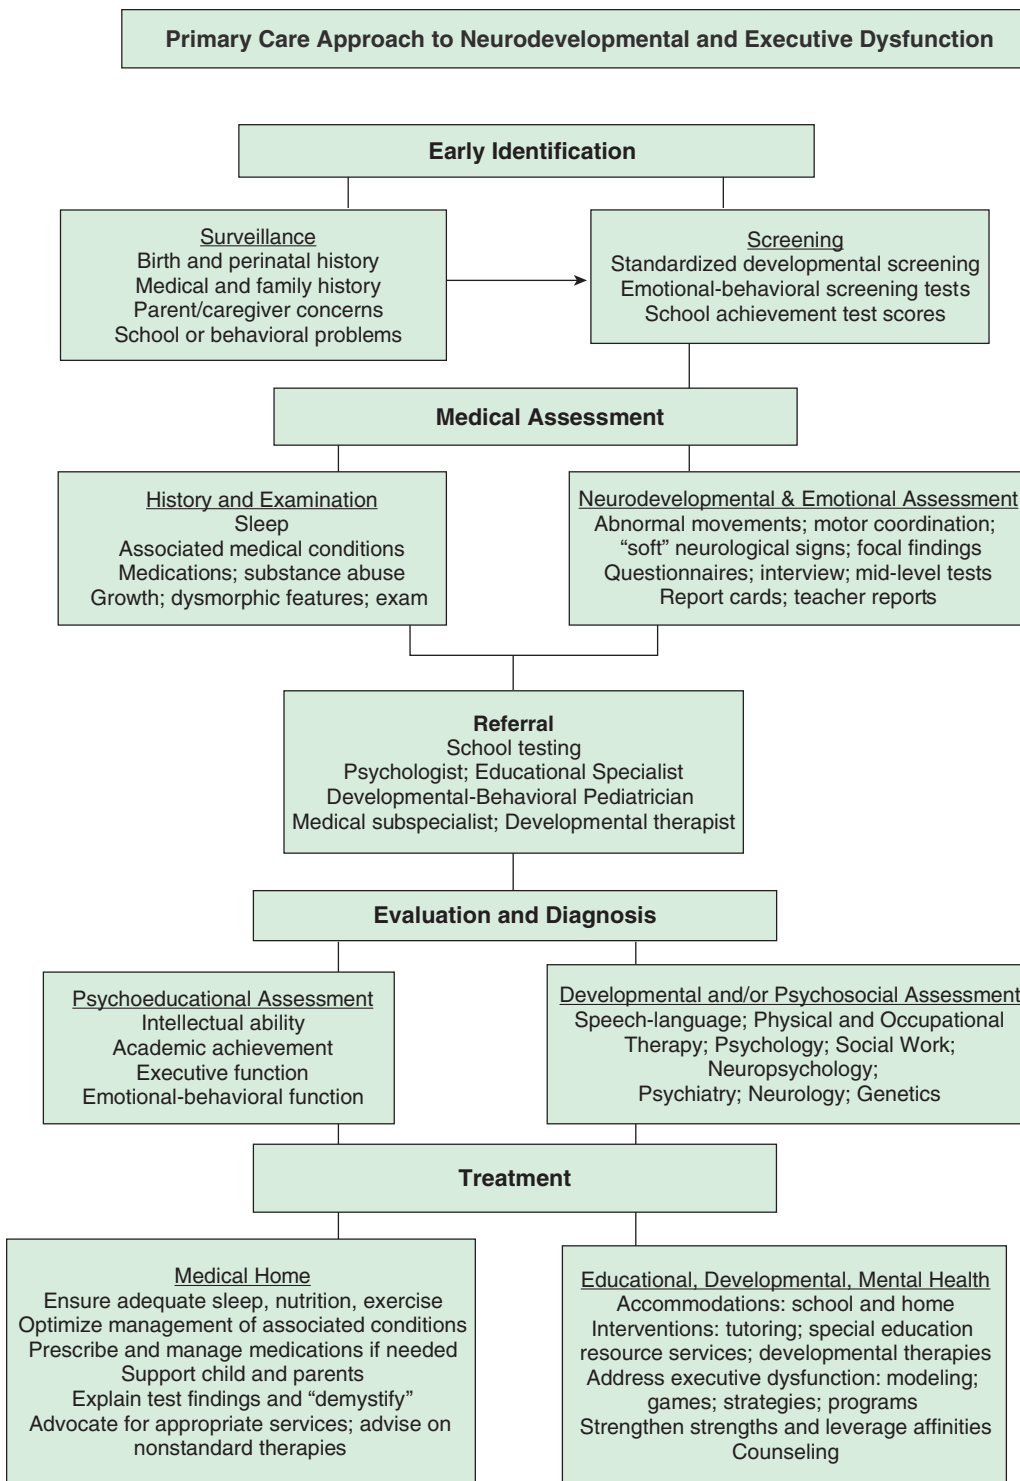 Primary Care Approach to Neurodevelopmental and Executive Dysfunction
Early Identification
Surveillance
Birth and perinatal history
Medical and family history
Parent/caregiver concerns
School or behavioral problems
Screening
Standardized developmental screening
Emotional-behavioral screening tests
School achievement test scores
Medical Assessment
History and Examination
Sleep
Associated medical conditions
Medications; substance abuse
Growth; dysmorphic features; exam
Neurodevelopmental & Emotional Assessment
Abnormal movements; motor coordination;
“soft” neurological signs; focal findings
Questionnaires; interview; mid-level tests
Report cards; teacher reports
Referral
School testing
Psychologist; Educational Specialist
Developmental-Behavioral Pediatrician
Medical subspecialist; Developmental therapist
Evaluation and Diagnosis
Psychoeducational Assessment
Intellectual ability
Academic achievement
Executive function
Emotional-behavioral function
Developmental and/or Psychosocial Assessment
Speech-language; Physical and Occupational
Therapy; Psychology; Social Work;
Neuropsychology;
Psychiatry; Neurology; Genetics
Treatment
Medical Home
Ensure adequate sleep, nutrition, exercise
Optimize management of associated conditions
Prescribe and manage medications if needed
Support child and parents
Explain test findings and “demystify”
Advocate for appropriate services; advise on
nonstandard therapies
Educational, Developmental, Mental Health
Accommodations: school and home
Interventions: tutoring; special education
resource services; developmental therapies
Address executive dysfunction: modeling;
games; strategies; programs
Strengthen strengths and leverage affinities
Counseling